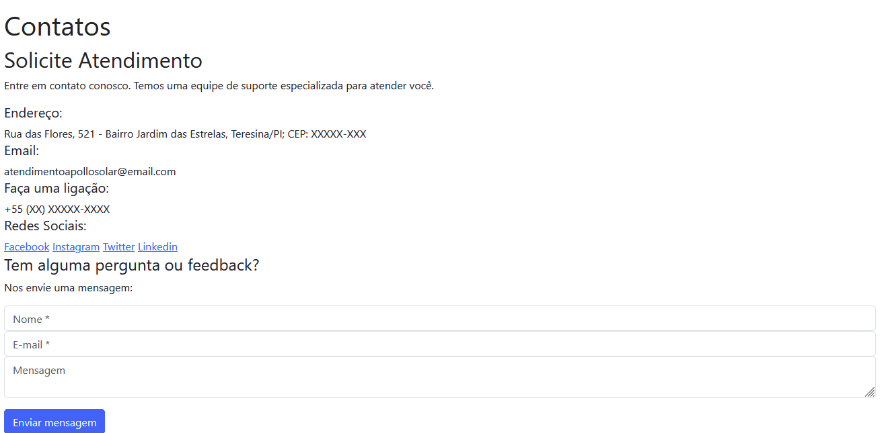 Contatos
Solicite Atendimento
Entre em contato conosco. Temos uma equipe de suporte especializada para atender você.
Endereço:
Rua das Flores, 521 - Bairro Jardim das Estrelas, Teresina/PI; CEP: XXXXX-XXX
Email:
atendimentoapollosolar@email.com
Faça uma ligação:
+55 (XX) XXXXX-XXXX
Redes Sociais:
Facebook Instagram Twitter Linkedin
Tem alguma pergunta ou feedback?
Nos envie uma mensagem:
Nome *
E-mail *
Mensagem
Enviar mensagem